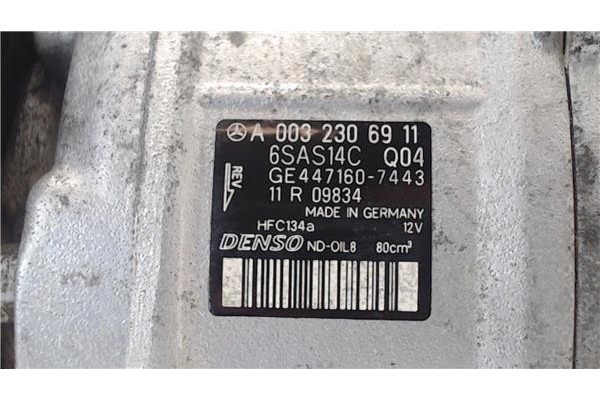 A 003 230 69 11
6SAS14C Q04
REV.
GE447160-7443
11 R 09834
MADE IN GERMANY
HFC134a 12V
DENSO ND-OIL8 80cm³